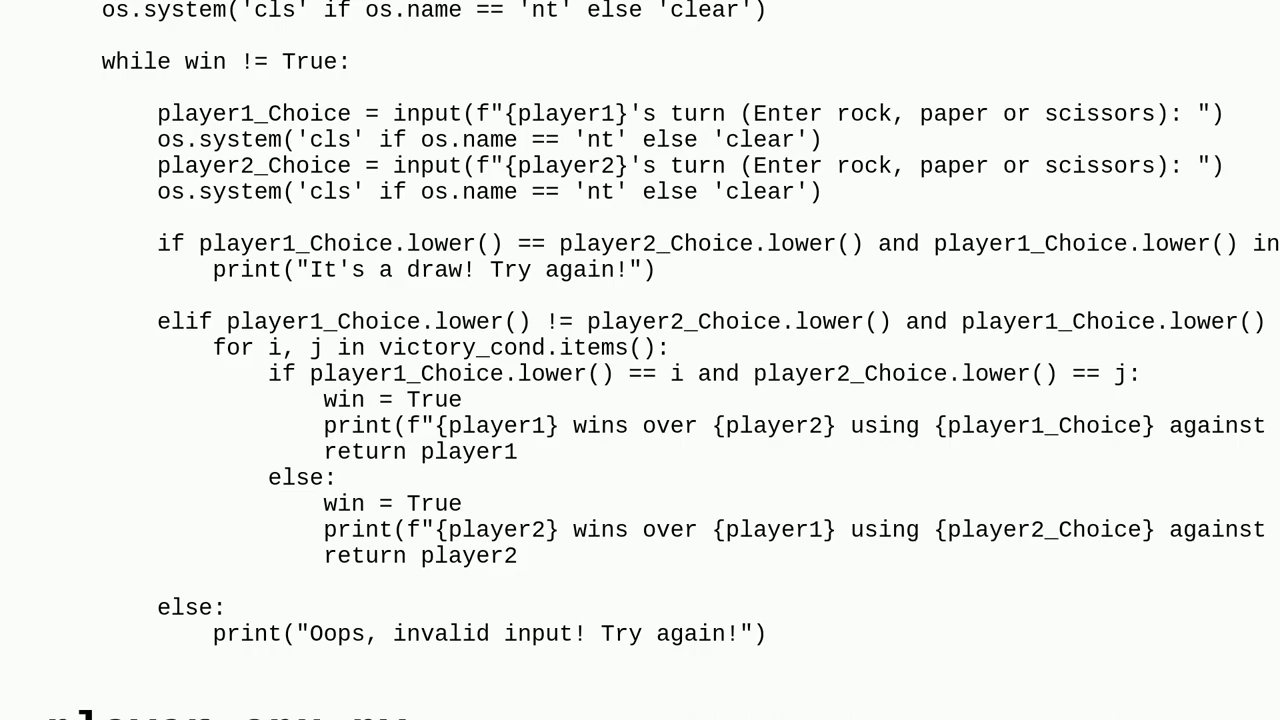 os.system('cls' if os.name == 'nt' else 'clear')
while win != True:
player1_Choice = input(f"{player1}'s turn (Enter rock, paper or scissors): ")
os.system('cls' if os.name == 'nt' else 'clear')
player2_Choice = input(f"{player2}'s turn (Enter rock, paper or scissors): ")
os.system('cls' if os.name == 'nt' else 'clear')
if player1_Choice.lower() == player2_Choice.lower() and player1_Choice.lower() in
print("It's a draw! Try again!")
elif player1_Choice.lower() != player2_Choice.lower() and player1_Choice.lower()
for i, j in victory_cond.items():
if player1_Choice.lower() == i and player2_Choice.lower() == j:
win = True
print(f"{player1} wins over {player2} using {player1_Choice} against
return player1
else:
win = True
print(f"{player2} wins over {player1} using {player2_Choice} against
return player2
else:
print("Oops, invalid input! Try again!")